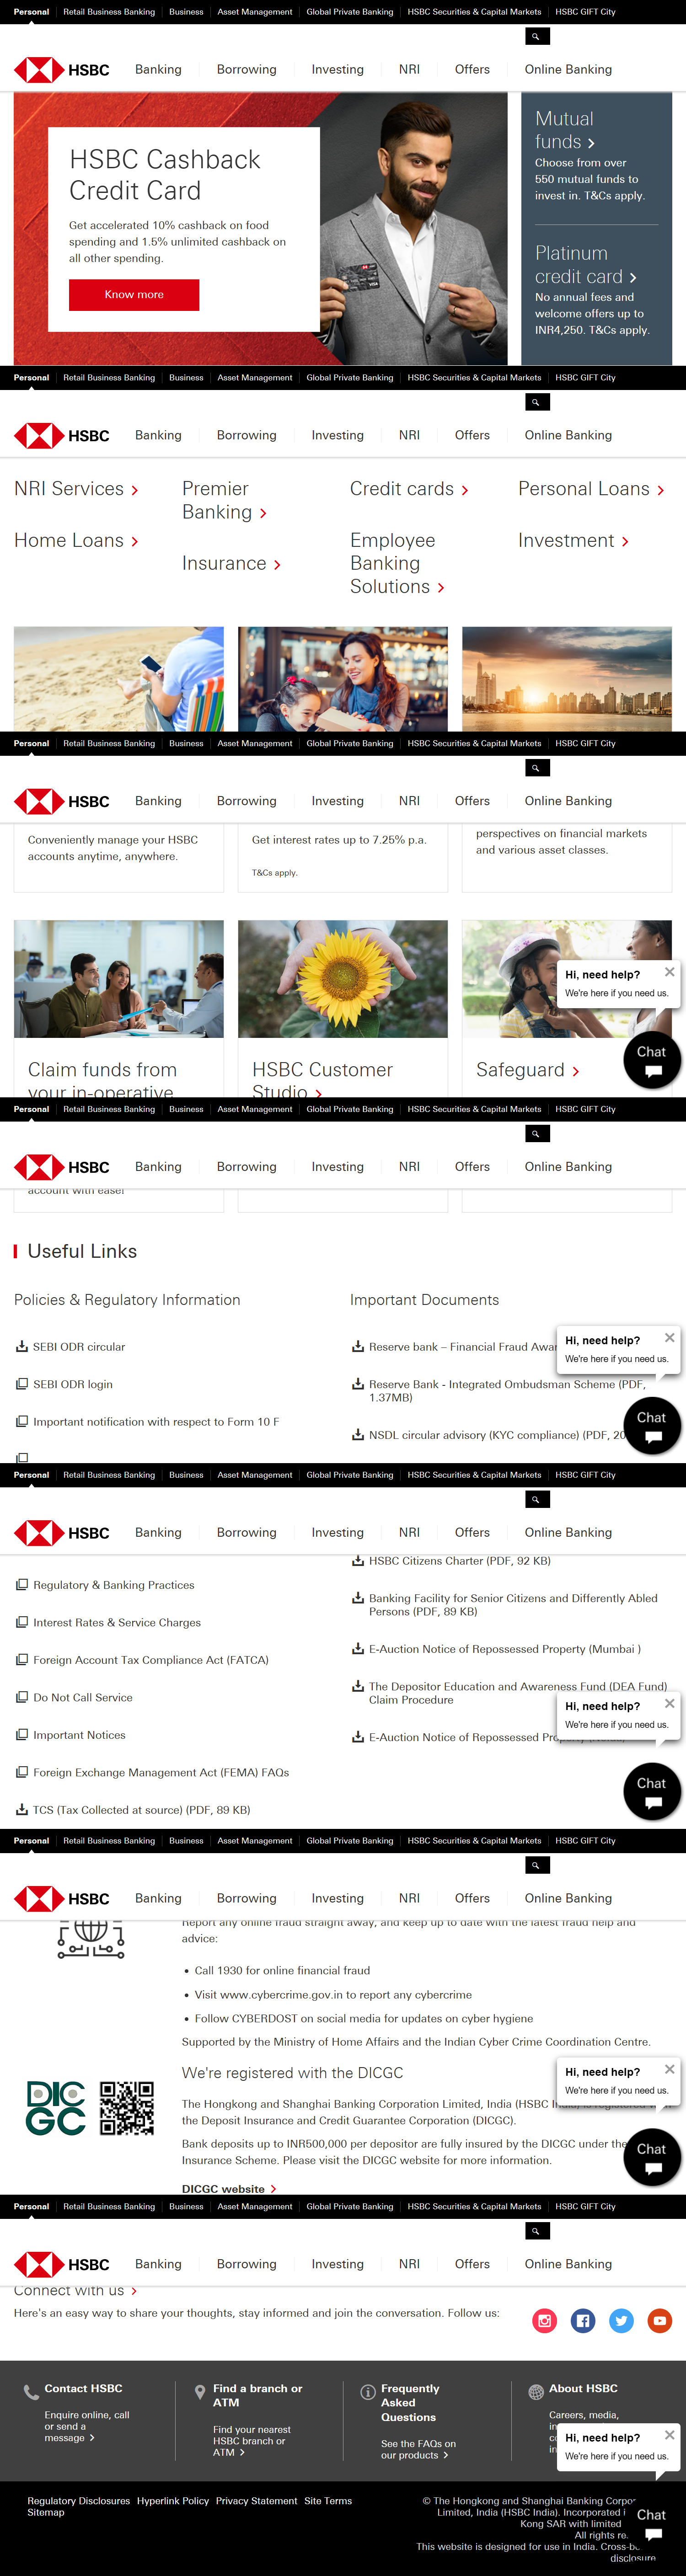 Personal Retail Business Banking Business Asset Management Global Private Banking HSBC Securities & Capital Markets HSBC GIFT City
HSBC Banking Borrowing Investing NRI Offers Online Banking
HSBC Cashback
Credit Card
Get accelerated 10% cashback on food
spending and 1.5% unlimited cashback on
all other spending.
Know more
VISA
Mutual
funds
Choose from over
550 mutual funds to
invest in. T&Cs apply.
Platinum
credit card
No annual fees and
welcome offers up to
INR4,250. T&Cs apply.
Personal Retail Business Banking Business Asset Management Global Private Banking HSBC Securities & Capital Markets HSBC GIFT City
HSBC Banking Borrowing Investing NRI Offers Online Banking
NRI Services
Premier
Banking
Credit cards
Personal Loans
Home Loans
Insurance
Employee
Banking
Solutions
Investment
Personal Retail Business Banking Business Asset Management Global Private Banking HSBC Securities & Capital Markets HSBC GIFT City
HSBC Banking Borrowing Investing NRI Offers Online Banking
Conveniently manage your HSBC
accounts anytime, anywhere.
Get interest rates up to 7.25% p.a.
T&Cs apply.
perspectives on financial markets
and various asset classes.
Hi, need help?
We're here if you need us.
Chat
Claim funds from
your in-operative
HSBC Customer
Studio
Safeguard
Personal Retail Business Banking Business Asset Management Global Private Banking HSBC Securities & Capital Markets HSBC GIFT City
HSBC Banking Borrowing Investing NRI Offers Online Banking
account with ease!
Useful Links
Policies & Regulatory Information
SEBI ODR circular
SEBI ODR login
Important notification with respect to Form 10 F
Important Documents
Reserve bank – Financial Fraud
Reserve Bank - Integrated Ombudsman Scheme (PDF,
1.37MB)
NSDL circular advisory (KYC compliance) (PDF,
Hi, need help?
We're here if you need us.
Chat
Personal Retail Business Banking Business Asset Management Global Private Banking HSBC Securities & Capital Markets HSBC GIFT City
HSBC Banking Borrowing Investing NRI Offers Online Banking
Regulatory & Banking Practices
Interest Rates & Service Charges
Foreign Account Tax Compliance Act (FATCA)
Do Not Call Service
Important Notices
Foreign Exchange Management Act (FEMA) FAQs
TCS (Tax Collected at source) (PDF, 89 KB)
HSBC Citizens Charter (PDF, 92 KB)
Banking Facility for Senior Citizens and Differently Abled
Persons (PDF, 89 KB)
E-Auction Notice of Repossessed Property (Mumbai )
The Depositor Education and Awareness Fund (DEA Fund)
Claim Procedure
E-Auction Notice of Repossessed
Hi, need help?
We're here if you need us.
Chat
Personal Retail Business Banking Business Asset Management Global Private Banking HSBC Securities & Capital Markets HSBC GIFT City
HSBC Banking Borrowing Investing NRI Offers Online Banking
Report any online fraud straight away, and keep up to date with the latest fraud help and
advice:
Call 1930 for online financial fraud
Visit www.cybercrime.gov.in to report any cybercrime
Follow CYBERDOST on social media for updates on cyber hygiene
Supported by the Ministry of Home Affairs and the Indian Cyber Crime Coordination Centre.
DICGC
We're registered with the DICGC
The Hongkong and Shanghai Banking Corporation Limited, India (HSBC
the Deposit Insurance and Credit Guarantee Corporation (DICGC).
Bank deposits up to INR500,000 per depositor are fully insured by the DICGC under the
Insurance Scheme. Please visit the DICGC website for more information.
DICGC website
Hi, need help?
We're here if you need us.
Chat
Personal Retail Business Banking Business Asset Management Global Private Banking HSBC Securities & Capital Markets HSBC GIFT City
HSBC Banking Borrowing Investing NRI Offers Online Banking
Connect with us
Here's an easy way to share your thoughts, stay informed and join the conversation. Follow us:
Contact HSBC
Enquire online, call
or send a
message
Find a branch or
ATM
Find your nearest
HSBC branch or
ATM
Frequently
Asked
Questions
See the FAQs on
our products
About HSBC
Careers, media,
Hi, need help?
We're here if you need us.
Chat
Regulatory Disclosures Hyperlink Policy Privacy Statement Site Terms
Sitemap
© The Hongkong and Shanghai Banking
Limited, India (HSBC India). Incorporated
Kong SAR with limited
All rights
This website is designed for use in India.
disclosure